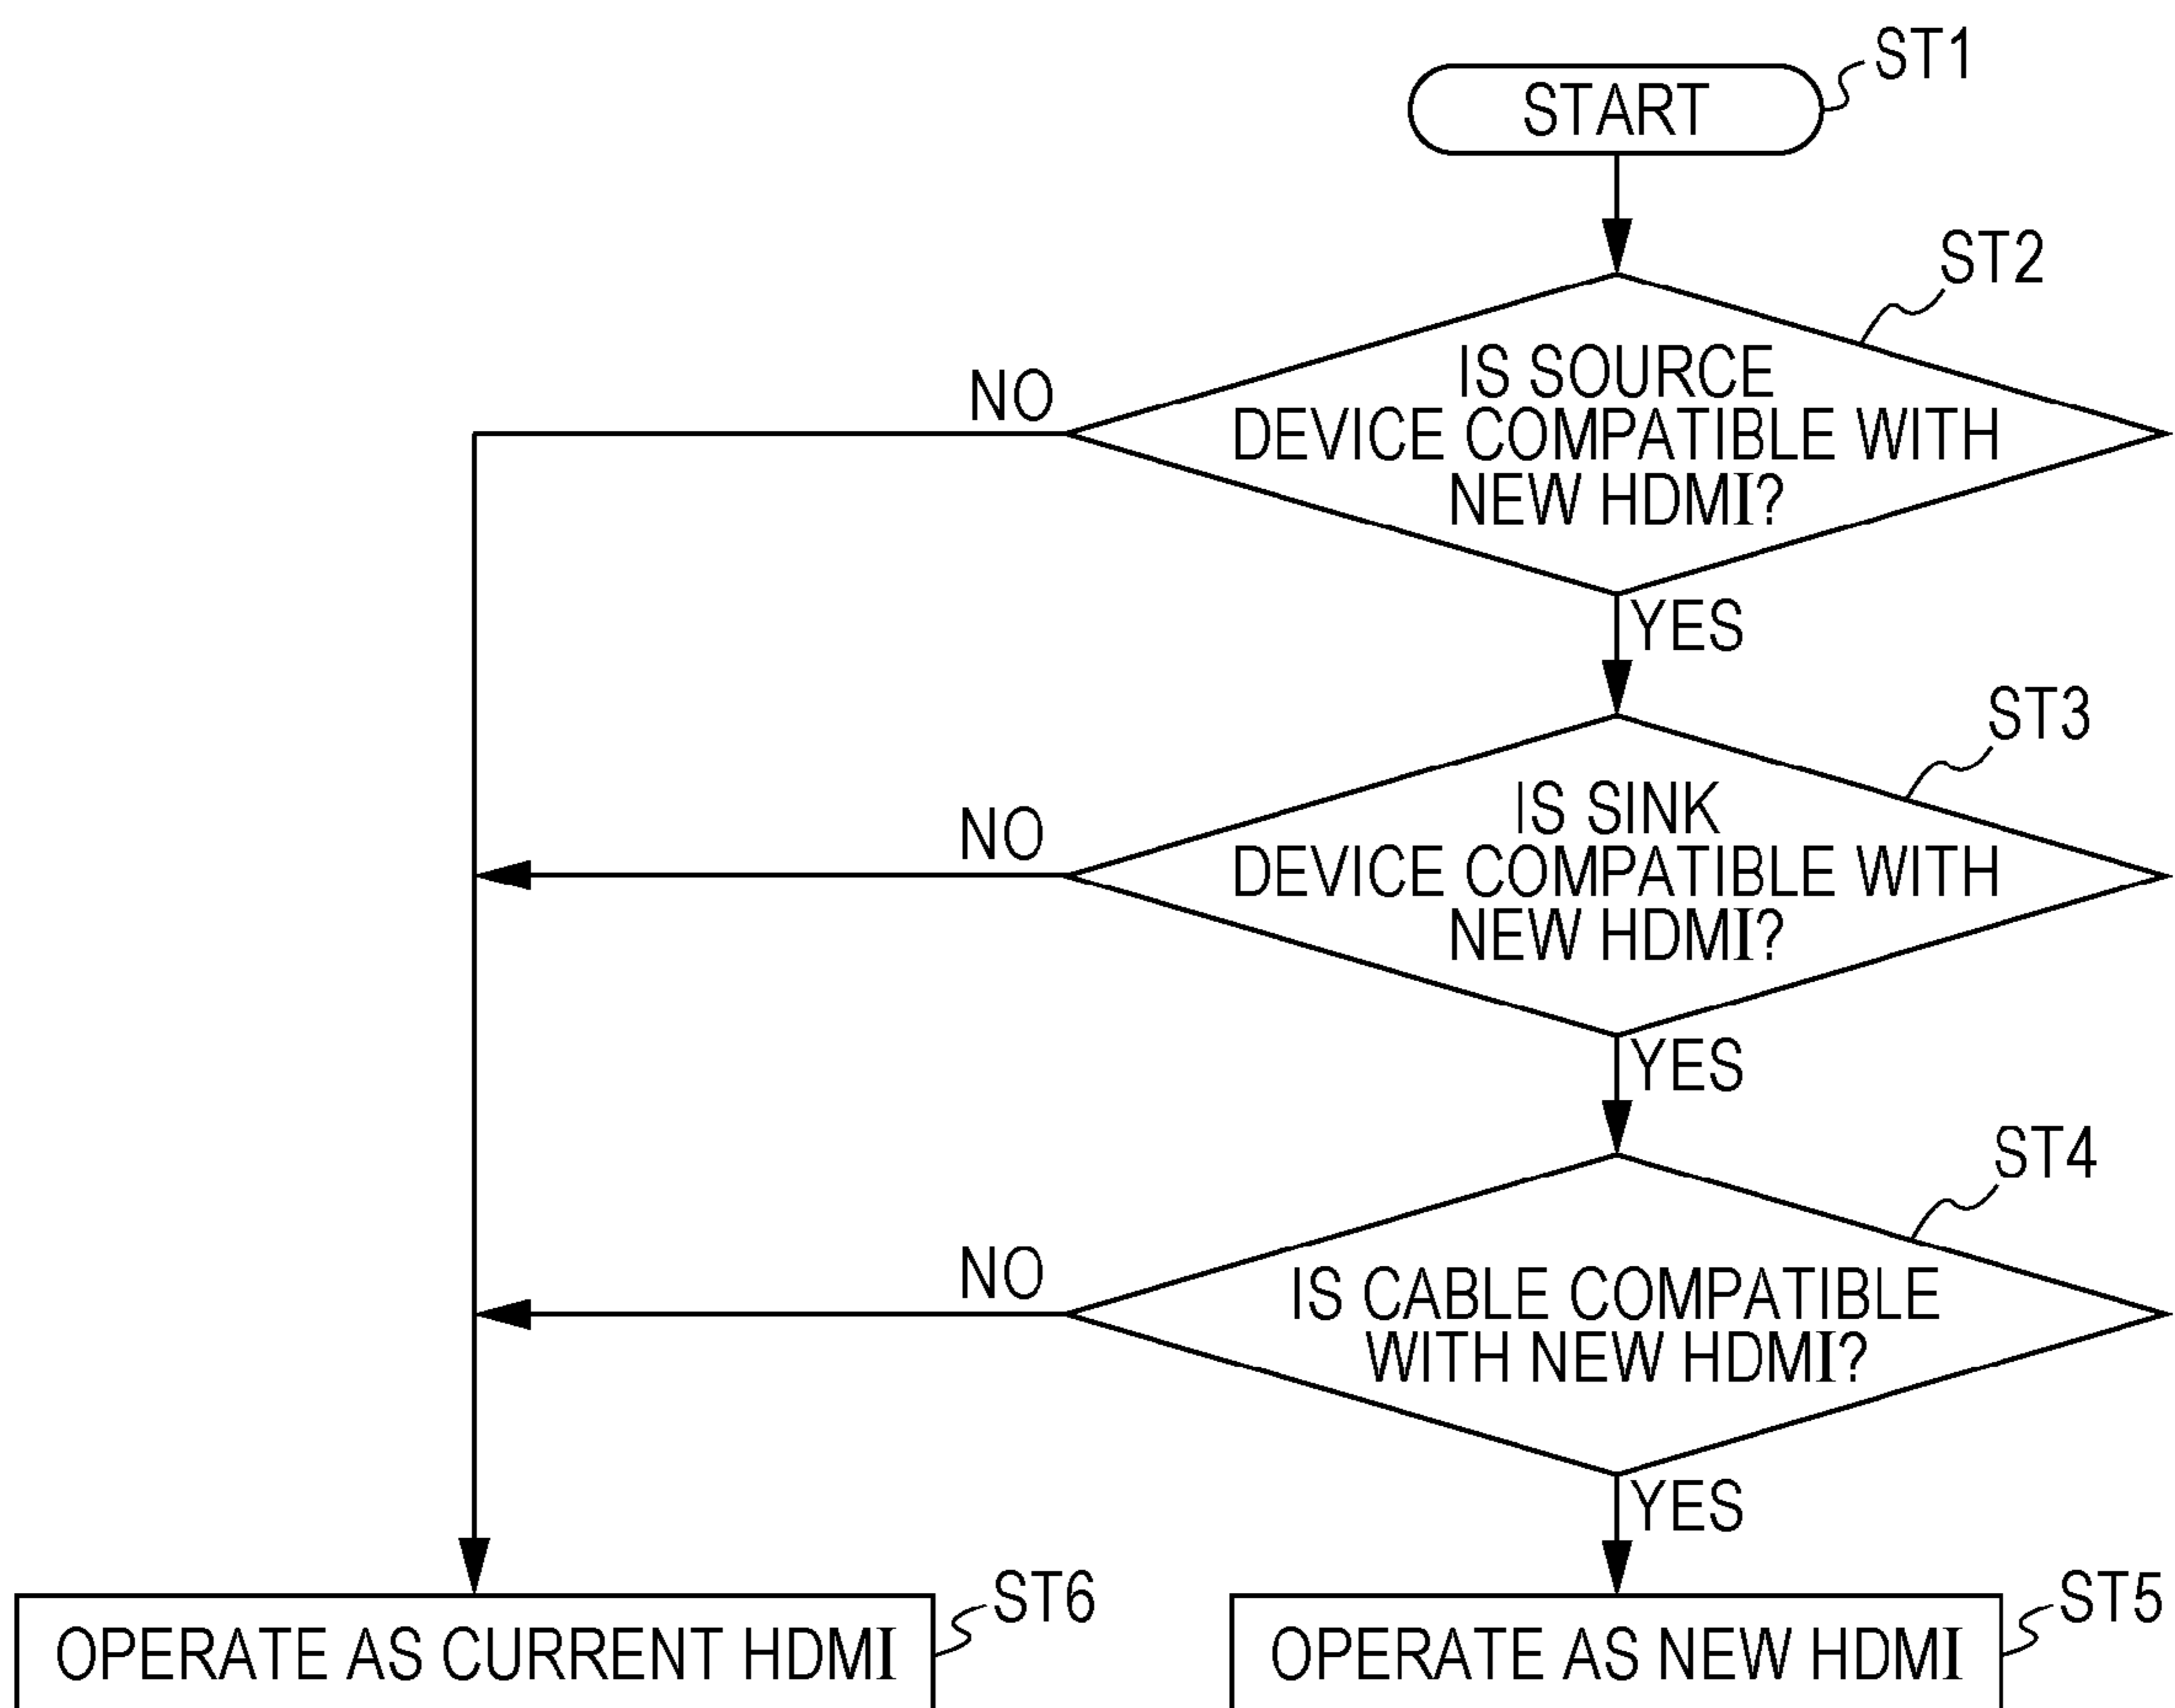 ST1
START
ST2
IS SOURCE
DEVICE COMPATIBLE WITH
NEW HDMI?
NO
YES
ST3
IS SINK
DEVICE COMPATIBLE WITH
NEW HDMI?
NO
YES
ST4
IS CABLE COMPATIBLE
WITH NEW HDMI?
NO
YES
ST6
OPERATE AS CURRENT HDMI
ST5
OPERATE AS NEW HDMI